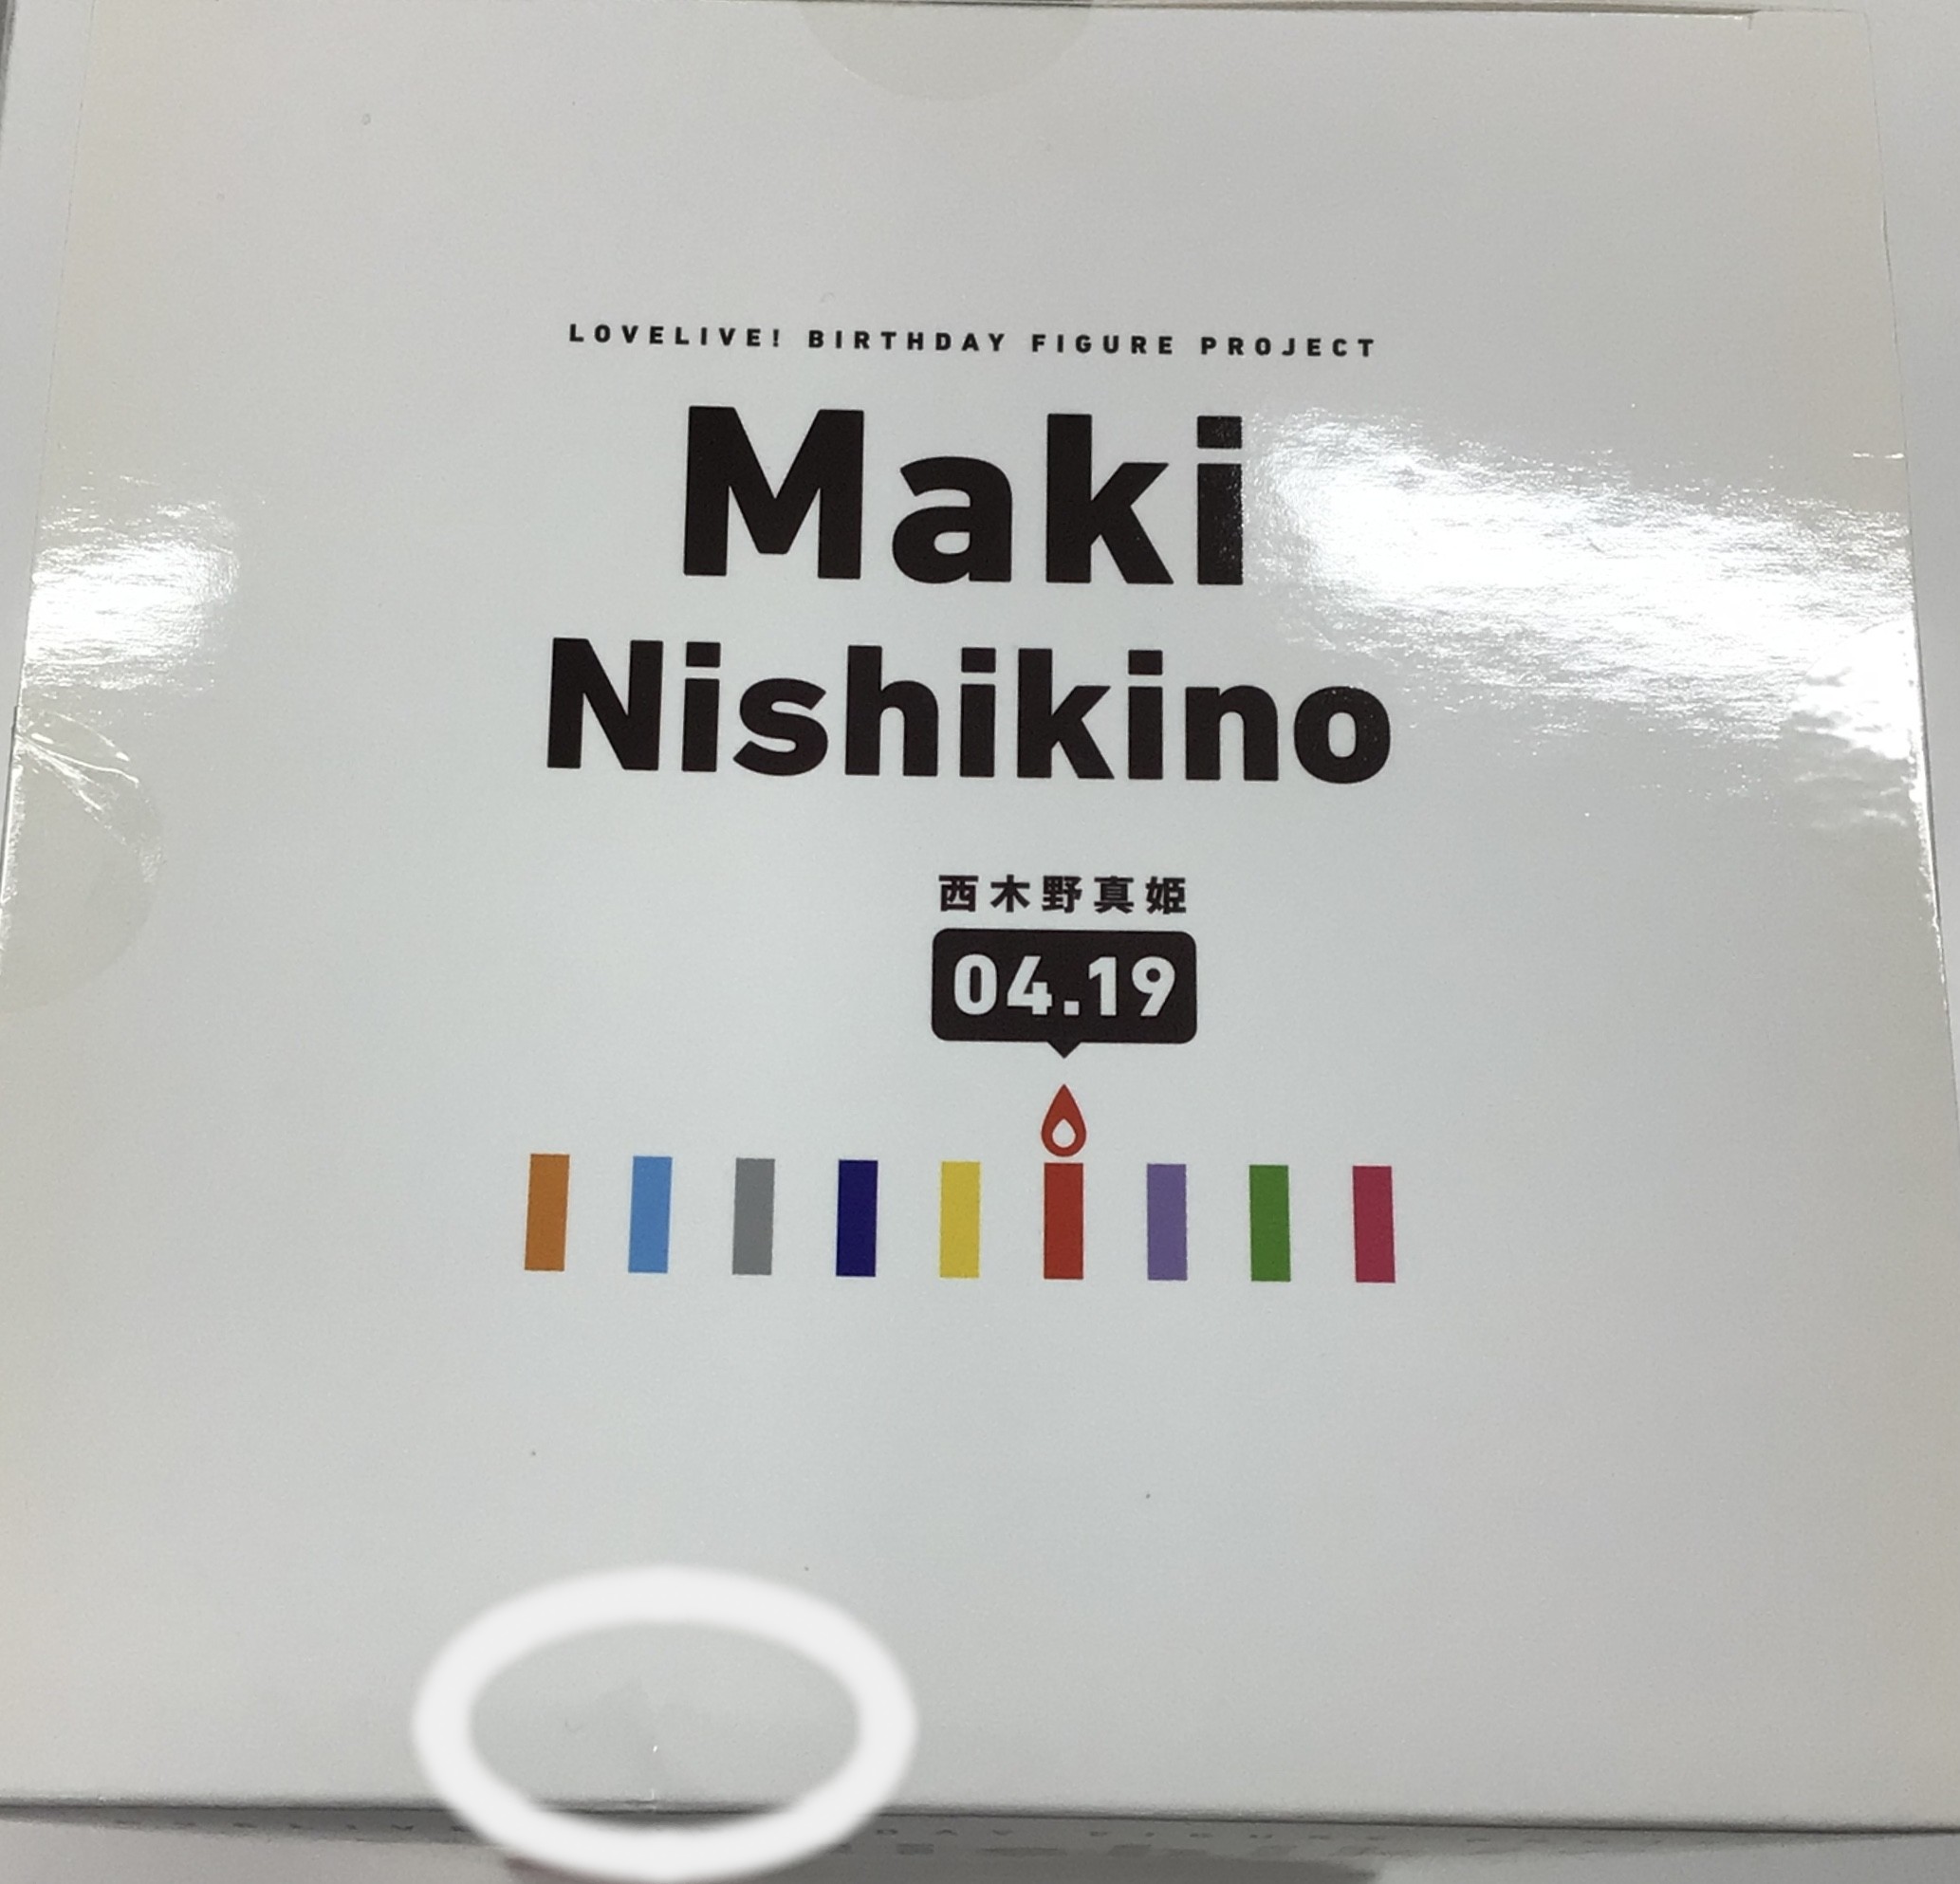 LOVELIVE! BIRTHDAY FIGURE PROJECT
Maki
Nishikino
西木野真姫
04.19